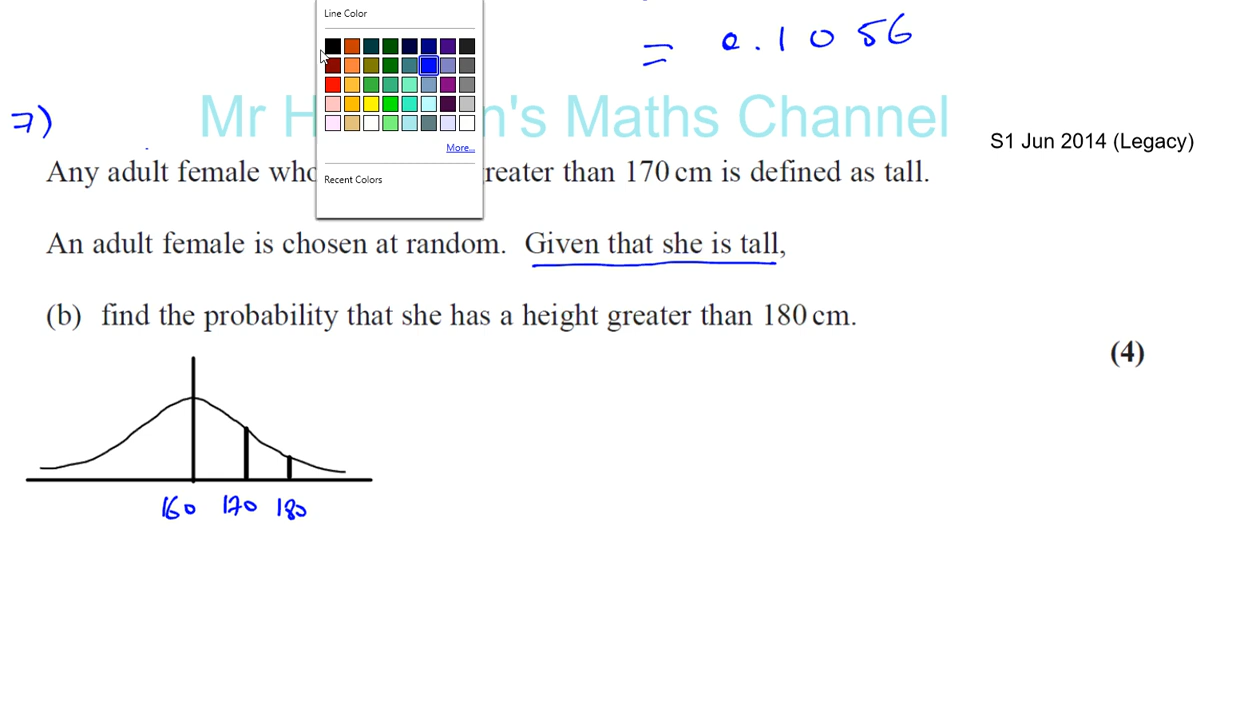 Line Color
= 0.1056
More...
Recent Colors
7)
Mr H n's Maths Channel
S1 Jun 2014 (Legacy)
Any adult female who reater than 170 cm is defined as tall.
An adult female is chosen at random. Given that she is tall,
(b) find the probability that she has a height greater than 180 cm.
(4)
160 170 180